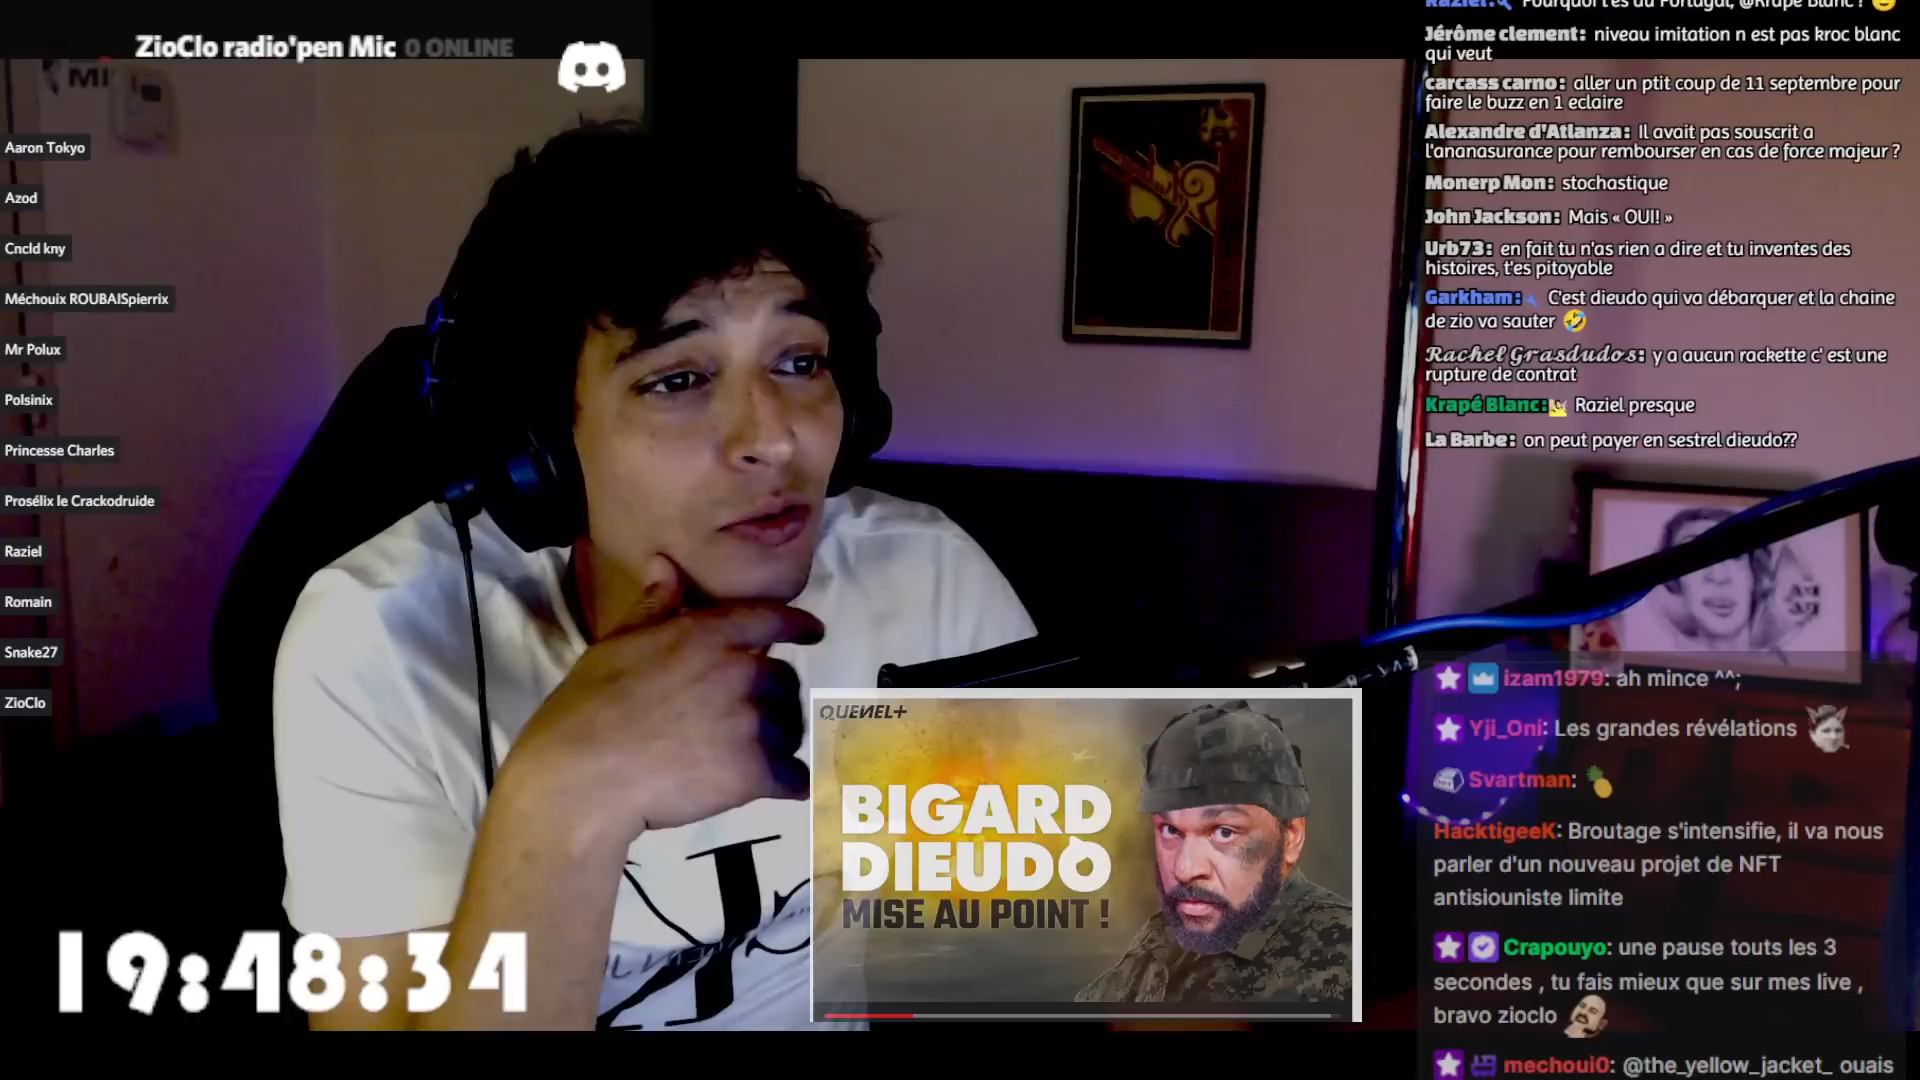 ZioClo radio'pen Mic 0 ONLINE
MI
Aaron Tokyo
Azod
Cncld kny
Méchouix ROUBAISpierrix
Mr Polux
Polsinix
Princesse Charles
Prosélix le Crackodruide
Raziel
Romain
Snake27
ZioClo
19:48:34
QUENEL+
BIGARD
DIEUDO
MISE AU POINT !
Raziel: Pourquoi t'es au Portugal, @Krapé Blanc ?
Jérôme clement: niveau imitation n est pas kroc blanc
qui veut
carcass carno: aller un ptit coup de 11 septembre pour
faire le buzz en 1 eclaire
Alexandre d'Atlanza: Il avait pas souscrit a
l'ananasurance pour rembourser en cas de force majeur ?
Monerp Mon: stochastique
John Jackson: Mais « OUI! »
Urb73: en fait tu n'as rien a dire et tu inventes des
histoires, t'es pitoyable
Garkham: C'est dieudo qui va débarquer et la chaine
de zio va sauter 🤣
Rachel Grasdudos: y a aucun rackette c' est une
rupture de contrat
Krapé Blanc: Raziel presque
La Barbe: on peut payer en sestrel dieudo??
izam1979: ah mince ^^;
Yji_Oni: Les grandes révélations
Svartman: 🍍
HacktigeeK: Broutage s'intensifie, il va nous
parler d'un nouveau projet de NFT
antisiouniste limite
Crapouyo: une pause touts les 3
secondes , tu fais mieux que sur mes live ,
bravo zioclo
mechoui0: @the_yellow_jacket_ ouais